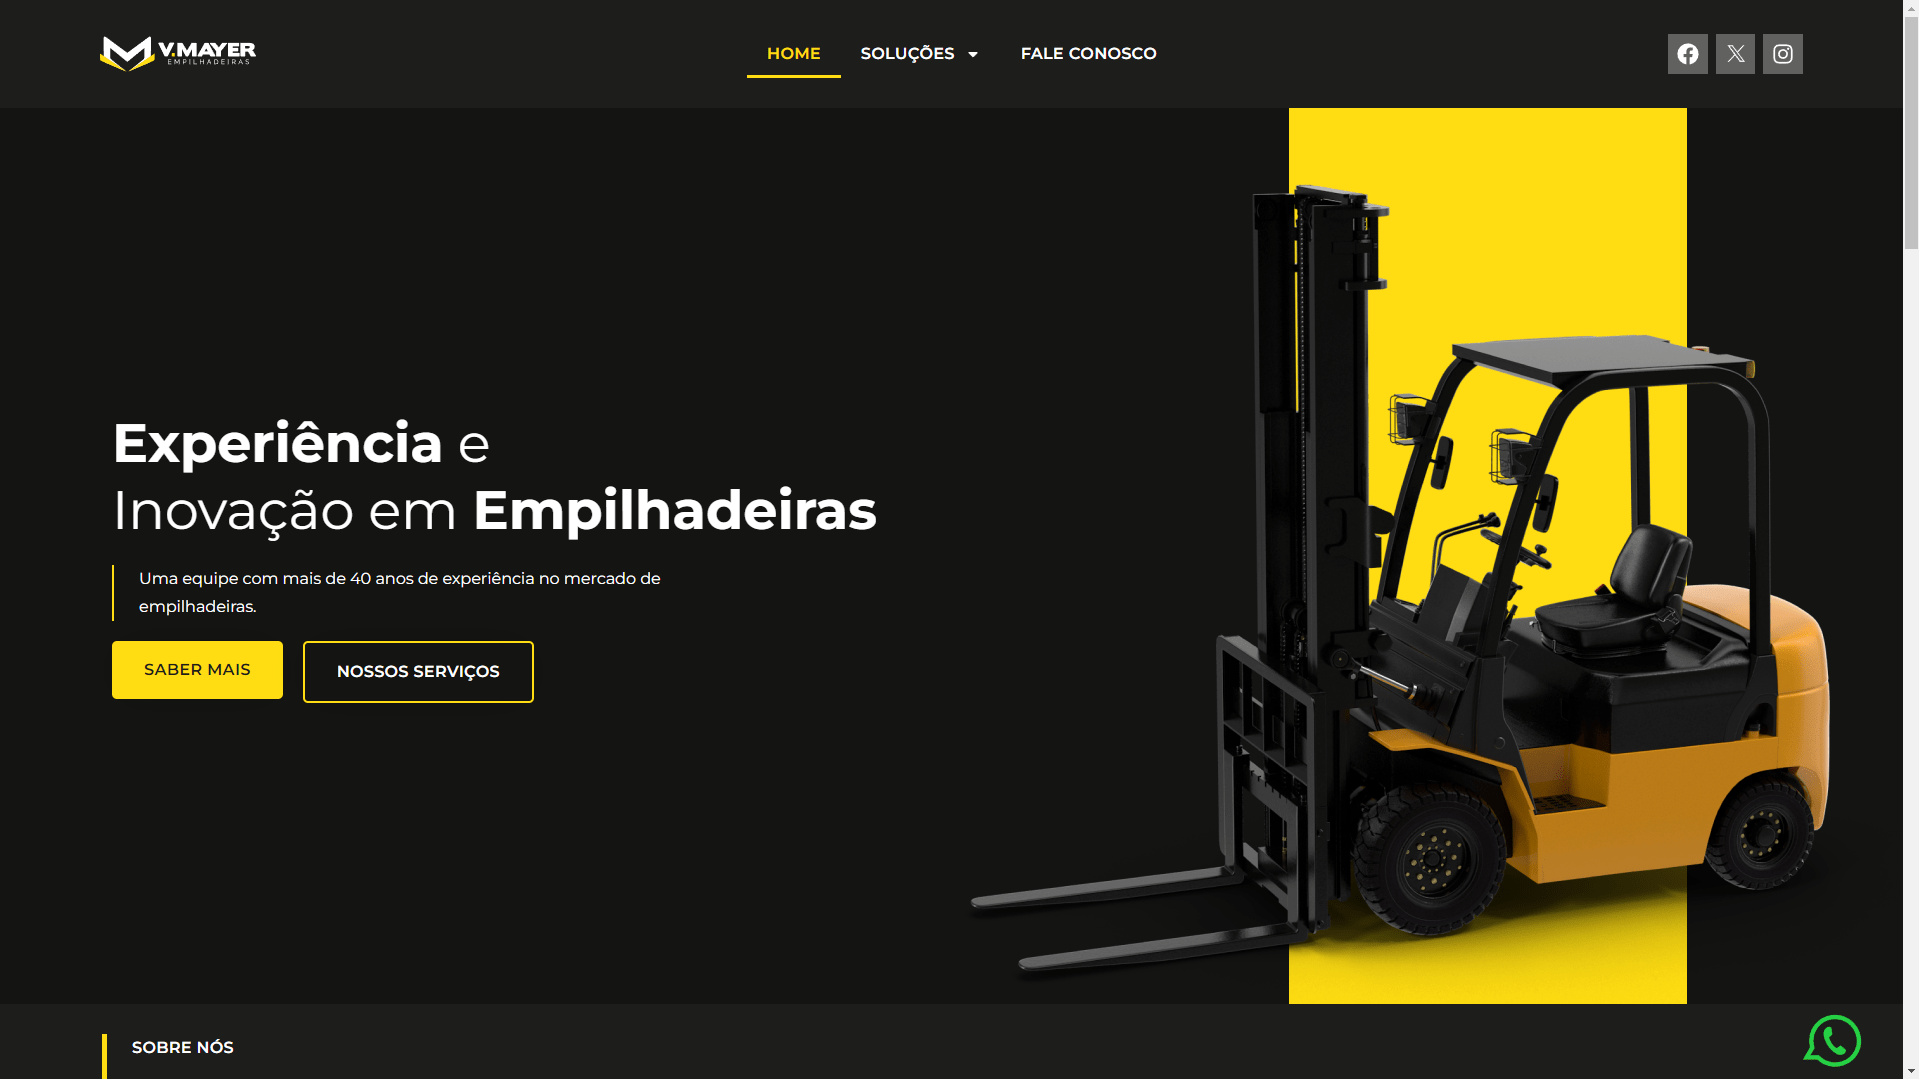 V.MAYER
EMPILHADEIRAS
HOME
SOLUÇÕES
FALE CONOSCO
Experiência e
Inovação em Empilhadeiras
Uma equipe com mais de 40 anos de experiência no mercado de
empilhadeiras.
SABER MAIS
NOSSOS SERVIÇOS
SOBRE NÓS